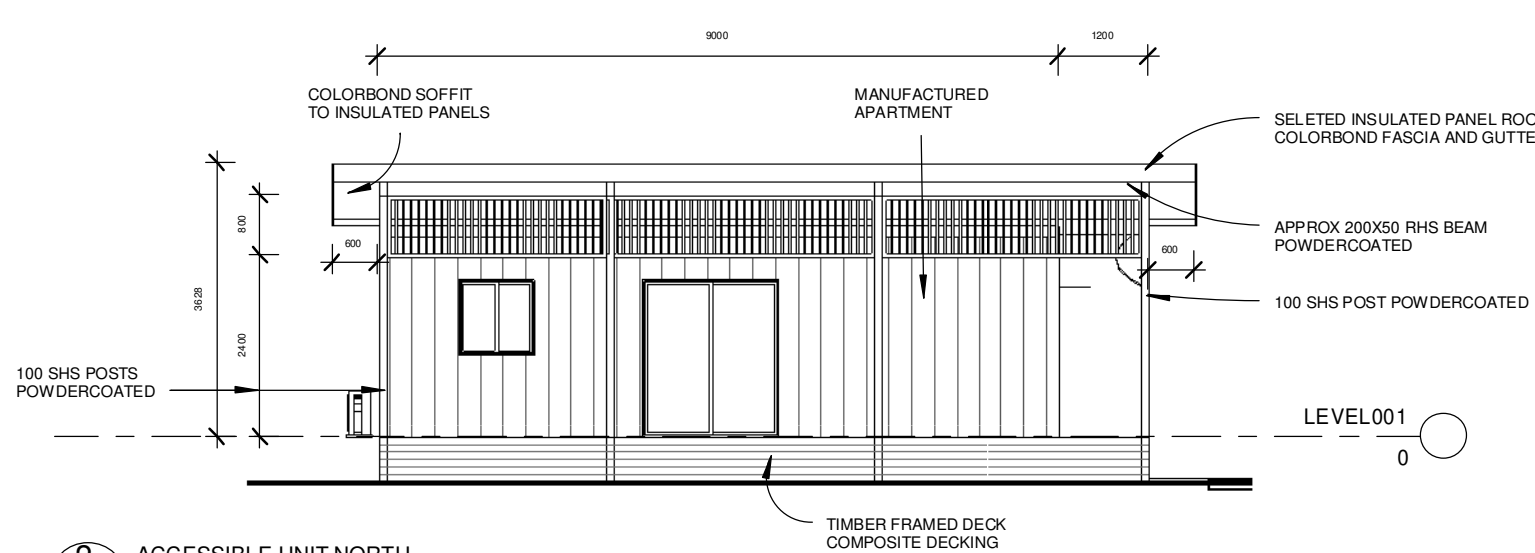 9000
1200
COLORBOND SOFFIT
TO INSULATED PANELS
MANUFACTURED
APARTMENT
SELETED INSULATED PANEL
COLORBOND FASCIA AND
800
600
3628
2400
APPROX 200X50 RHS BEAM
POWDERCOATED
600
100 SHS POST POWDERCOATED
100 SHS POSTS
POWDERCOATED
LEVEL001
0
TIMBER FRAMED DECK
COMPOSITE DECKING
ACCESSIBLE UNIT NORTH